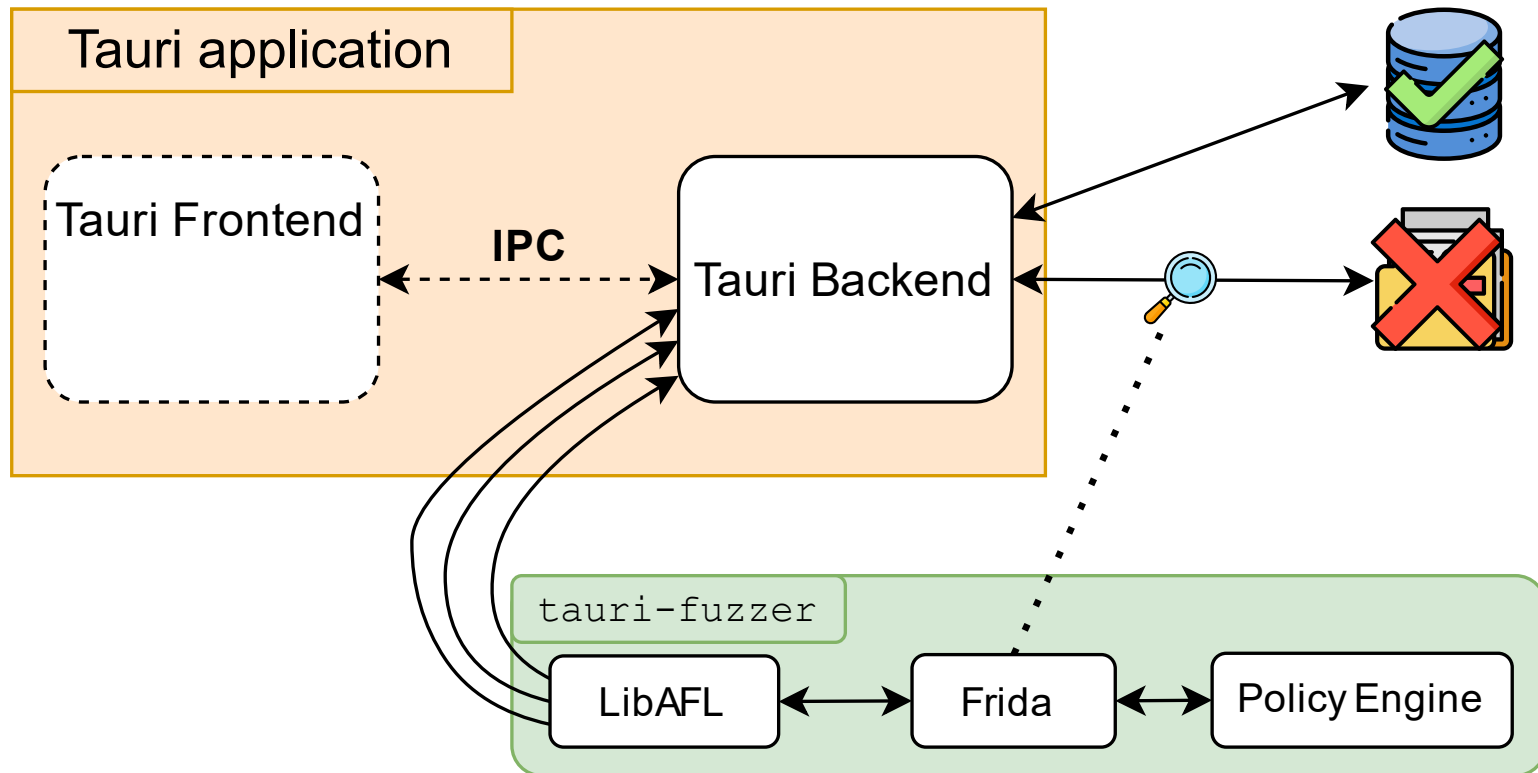 Tauri application
Tauri Frontend
IPC
Tauri Backend
tauri-fuzzer
LibAFL
Frida
Policy Engine